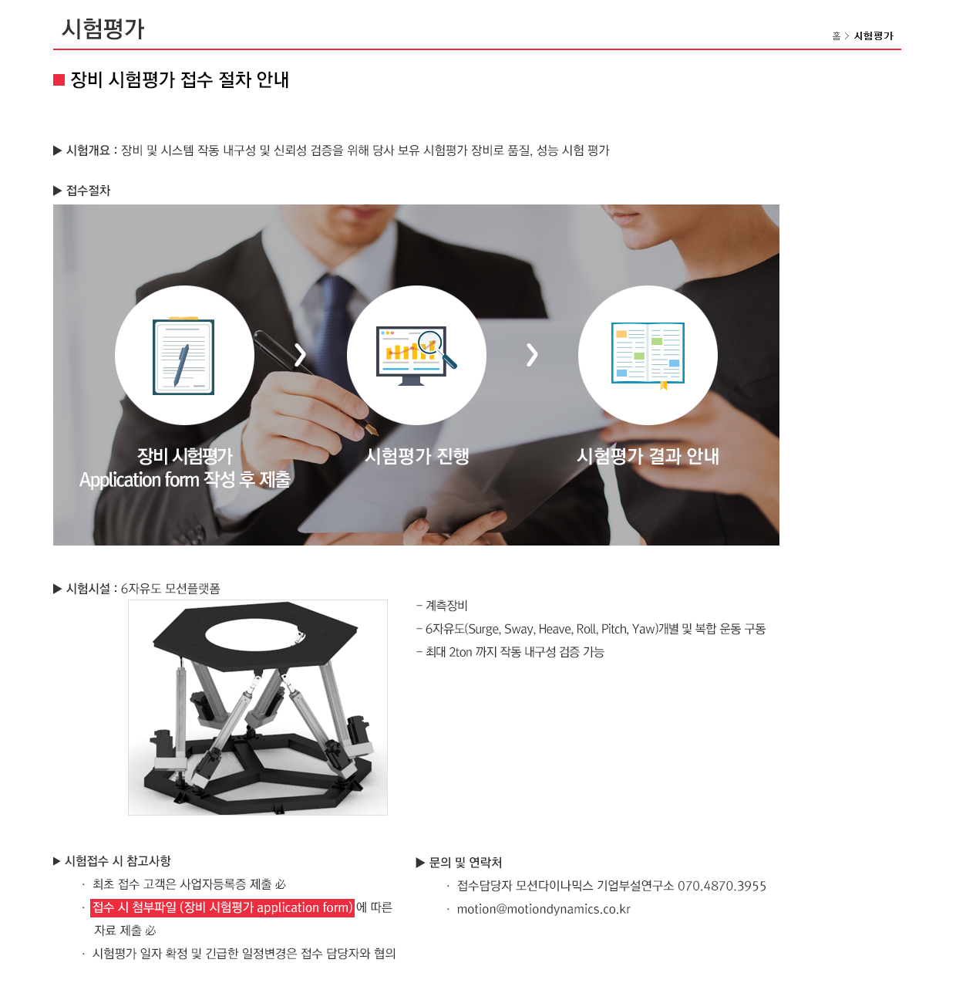 시험평가
홈 > 시험평가
■ 장비 시험평가 접수 절차 안내
▶ 시험개요 : 장비 및 시스템 작동 내구성 및 신뢰성 검증을 위해 당사 보유 시험평가 장비로 품질, 성능 시험 평가
▶ 접수절차
장비 시험평가
Application form 작성 후 제출
시험평가 진행
시험평가 결과 안내
▶ 시험시설 : 6자유도 모션플랫폼
- 계측장비
- 6자유도(Surge, Sway, Heave, Roll, Pitch, Yaw)개별 및 복합 운동 구동
- 최대 2ton 까지 작동 내구성 검증 가능
▶ 시험접수 시 참고사항
· 최초 접수 고객은 사업자등록증 제출 必
· 접수 시 첨부파일 (장비 시험평가 application form) 에 따른
자료 제출 必
· 시험평가 일자 확정 및 긴급한 일정변경은 접수 담당자와 협의
▶ 문의 및 연락처
· 접수담당자 모션다이나믹스 기업부설연구소 070.4870.3955
· motion@motiondynamics.co.kr